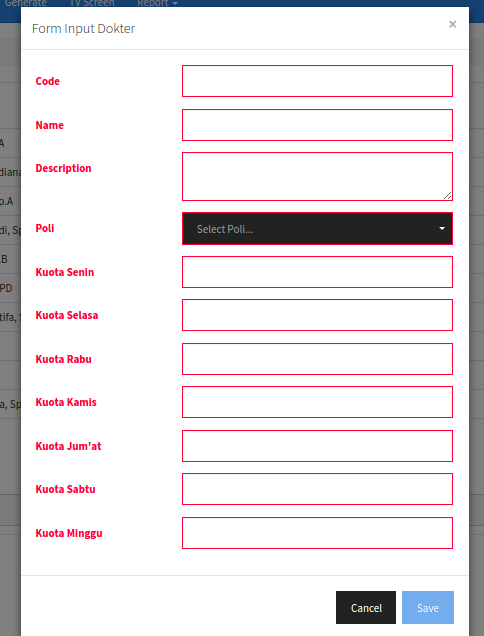 Generate TV Screen Report
Form Input Dokter ×
Code
Name
Description
Poli Select Poli...
Kuota Senin
Kuota Selasa
Kuota Rabu
Kuota Kamis
Kuota Jum'at
Kuota Sabtu
Kuota Minggu
Cancel Save
A
diana
p.A
di, Sp
.B
PD
tifa, S
a, Sp